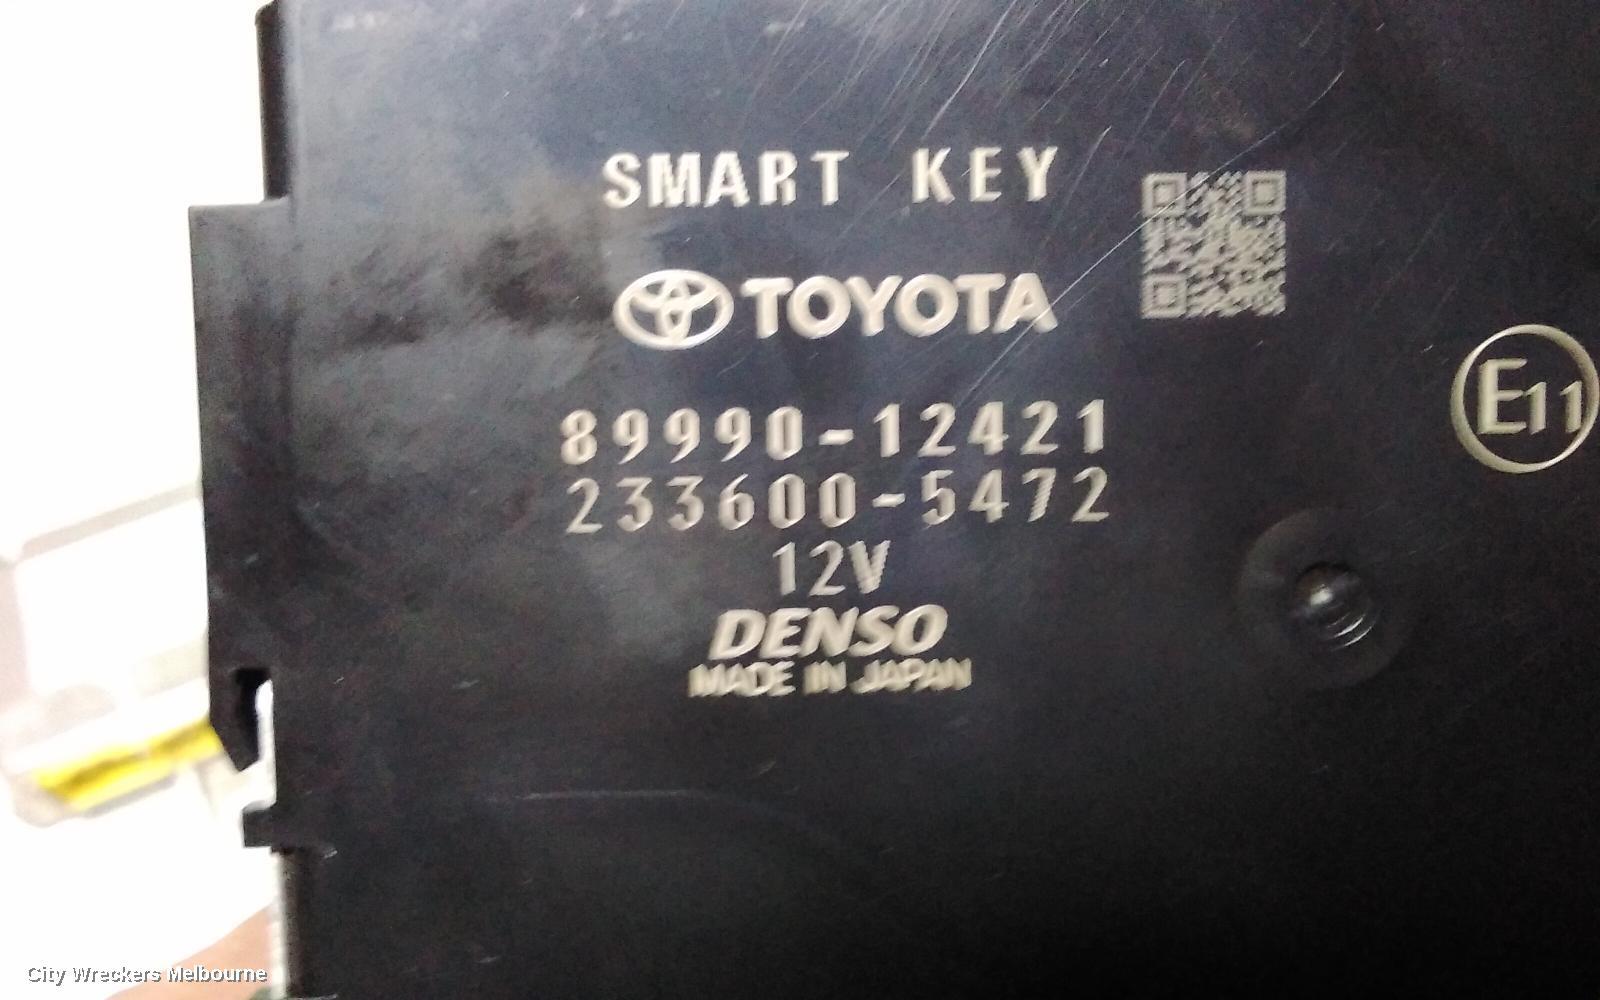 SMART KEY
TOYOTA
89990-12421
233600-5472
12V
DENSO
MADE IN JAPAN
E11
City Wreckers Melbourne